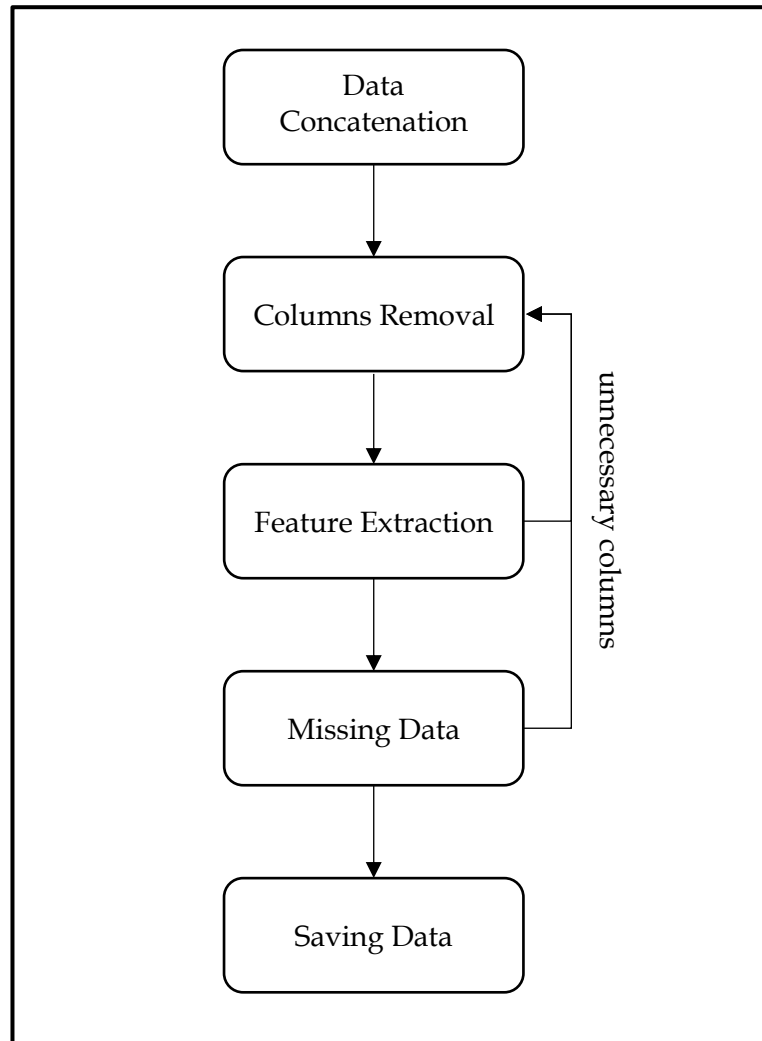 Data
Concatenation
Columns Removal
unnecessary columns
Feature Extraction
Missing Data
Saving Data